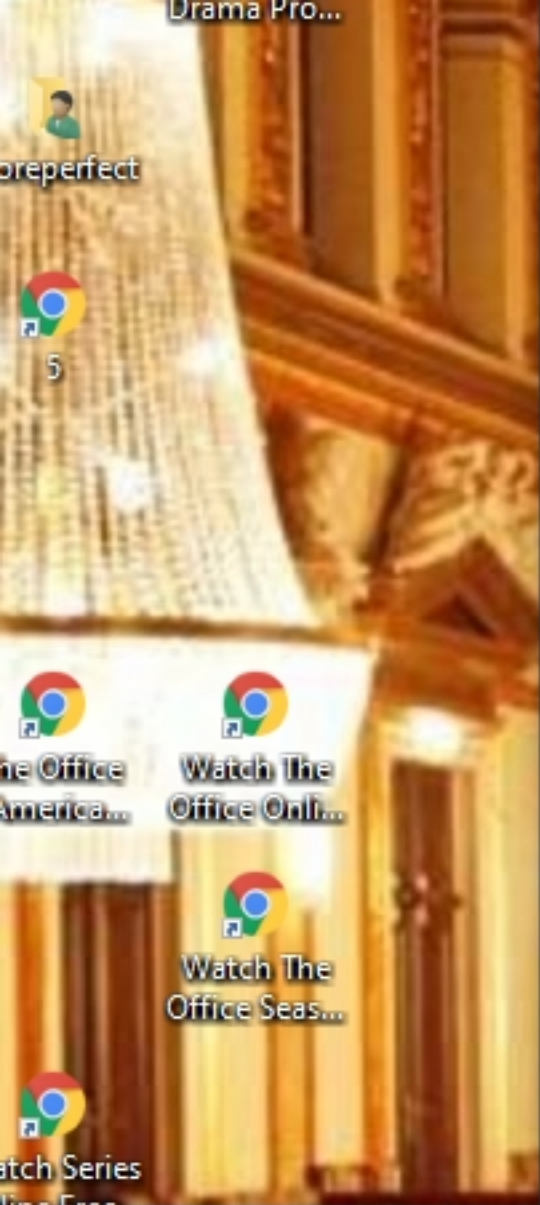 Drama Pro...
oreperfect
5
he Office
America...
Watch The
Office Onli...
Watch The
Office Seas...
atch Series